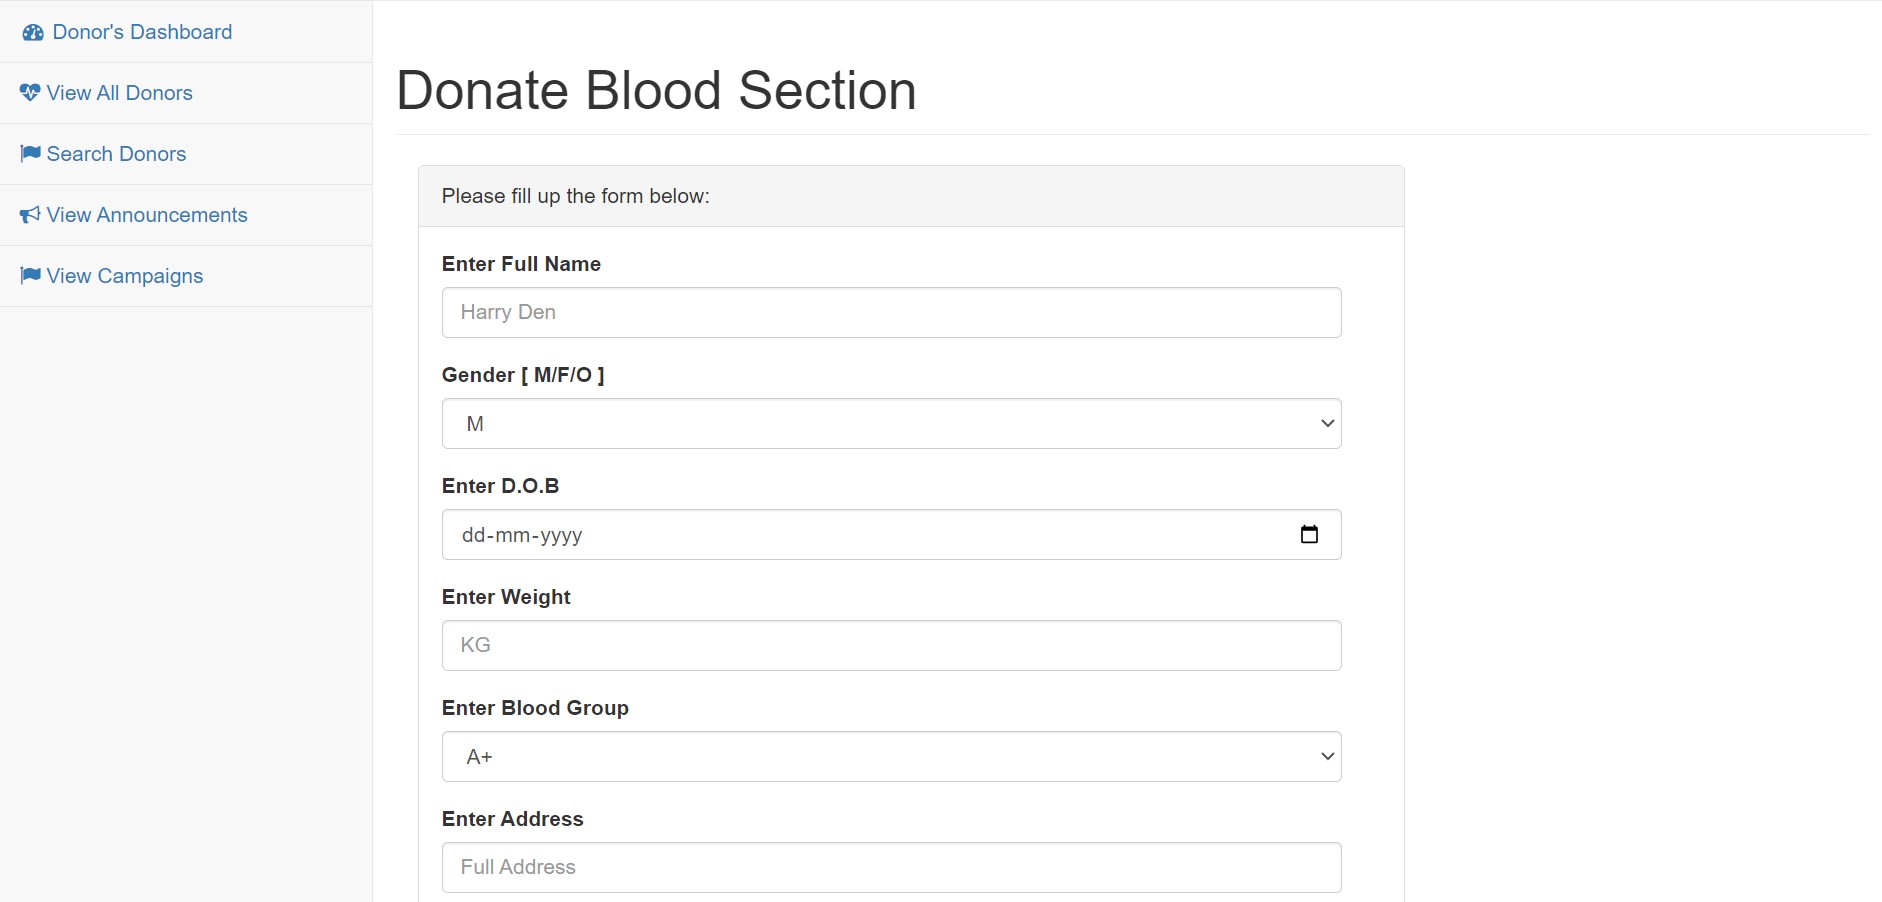 Donor's Dashboard
View All Donors
Search Donors
View Announcements
View Campaigns
Donate Blood Section
Please fill up the form below:
Enter Full Name
Harry Den
Gender [ M/F/O ]
M
Enter D.O.B
dd-mm-yyyy
Enter Weight
KG
Enter Blood Group
A+
Enter Address
Full Address